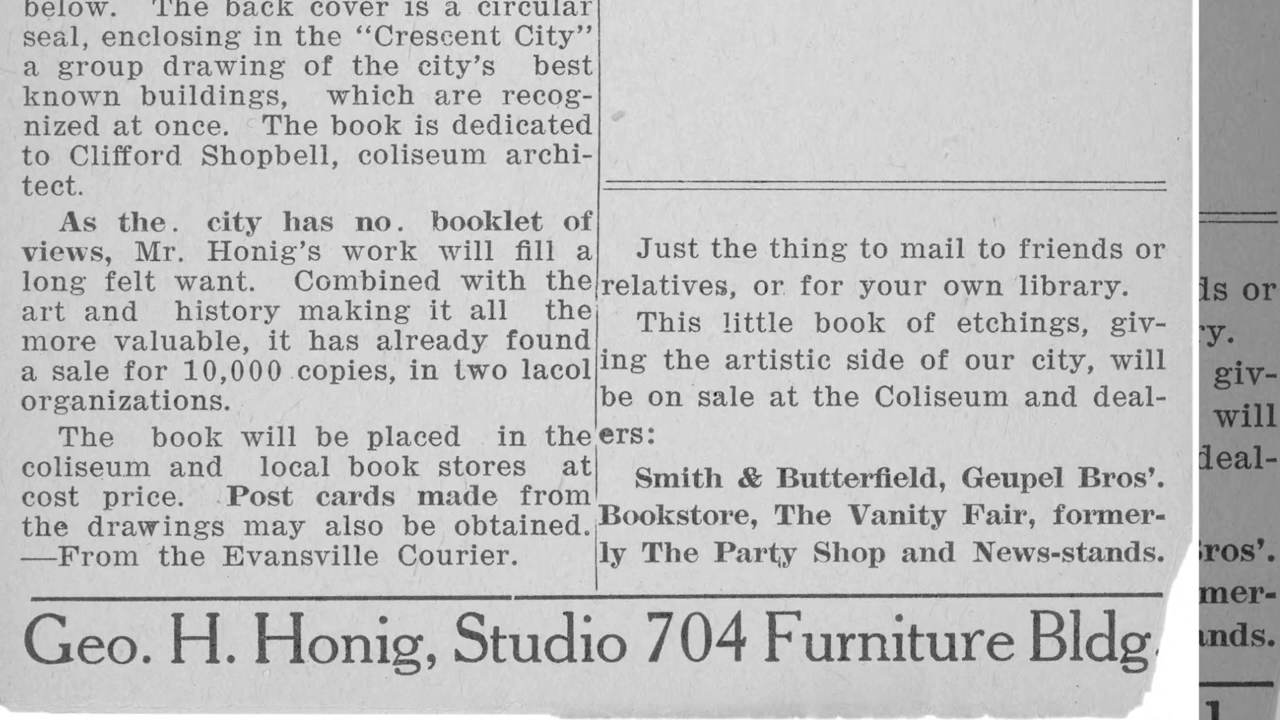 below. The back cover is a circular
seal, enclosing in the “Crescent City”
a group drawing of the city’s best
known buildings, which are recog-
nized at once. The book is dedicated
to Clifford Shopbell, coliseum archi-
tect.
As the. city has no. booklet of
views, Mr. Honig’s work will fill a
long felt want. Combined with the
art and history making it all the
more valuable, it has already found
a sale for 10,000 copies, in two lacol
organizations.
The book will be placed in the
coliseum and local book stores at
cost price. Post cards made from
the drawings may also be obtained.
—From the Evansville Courier.
Just the thing to mail to friends or
relatives, or for your own library.
This little book of etchings, giv-
ing the artistic side of our city, will
be on sale at the Coliseum and deal-
ers:
Smith & Butterfield, Geupel Bros’.
Bookstore, The Vanity Fair, former-
ly The Party Shop and News-stands.
Geo. H. Honig, Studio 704 Furniture Bldg.
ds or
ry.
giv-
will
deal-
Bros’.
mer-
ands.